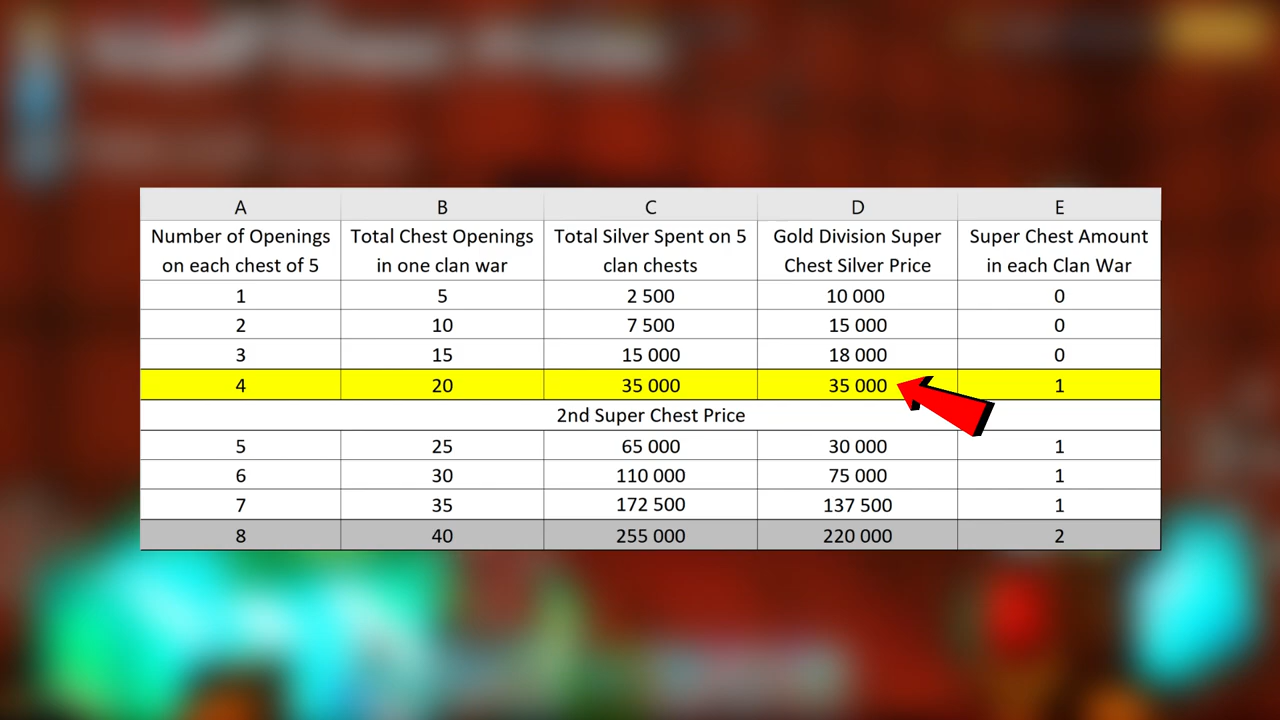 A B C D E
Number of Openings on each chest of 5 Total Chest Openings in one clan war Total Silver Spent on 5 clan chests Gold Division Super Chest Silver Price Super Chest Amount in each Clan War
1 5 2 500 10 000 0
2 10 7 500 15 000 0
3 15 15 000 18 000 0
4 20 35 000 35 000 1
2nd Super Chest Price
5 25 65 000 30 000 1
6 30 110 000 75 000 1
7 35 172 500 137 500 1
8 40 255 000 220 000 2